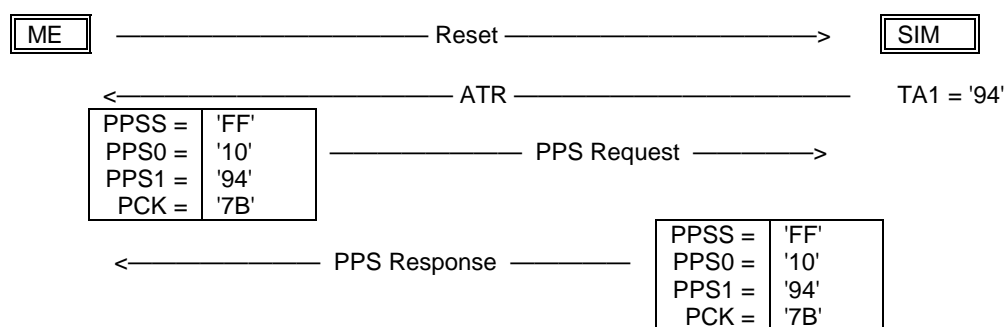 ME Reset SIM
ATR TA1 = '94'
PPSS = 'FF'
PPS0 = '10' PPS Request
PPS1 = '94'
PCK = '7B'
PPSS = 'FF'
PPS Response PPS0 = '10'
PPS1 = '94'
PCK = '7B'